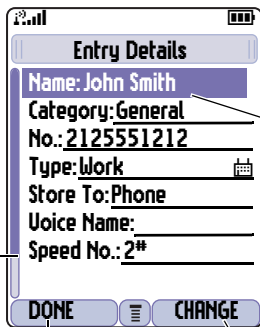 Entry Details
Name: John Smith
Category: General
No.: 2125551212
Type: Work
Store To: Phone
Voice Name:
Speed No.: 2#
DONE CHANGE